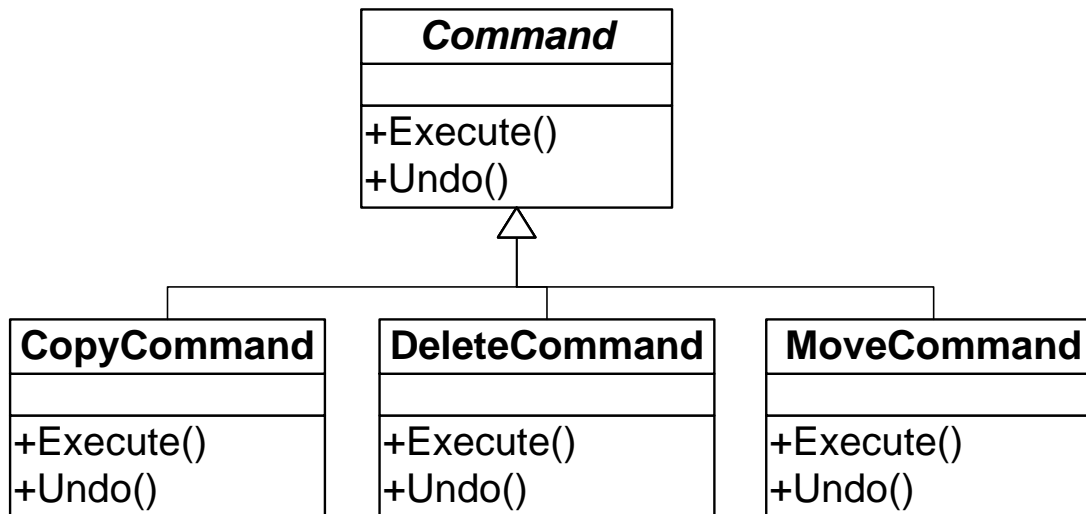 Command
+Execute()
+Undo()
CopyCommand
+Execute()
+Undo()
DeleteCommand
+Execute()
+Undo()
MoveCommand
+Execute()
+Undo()